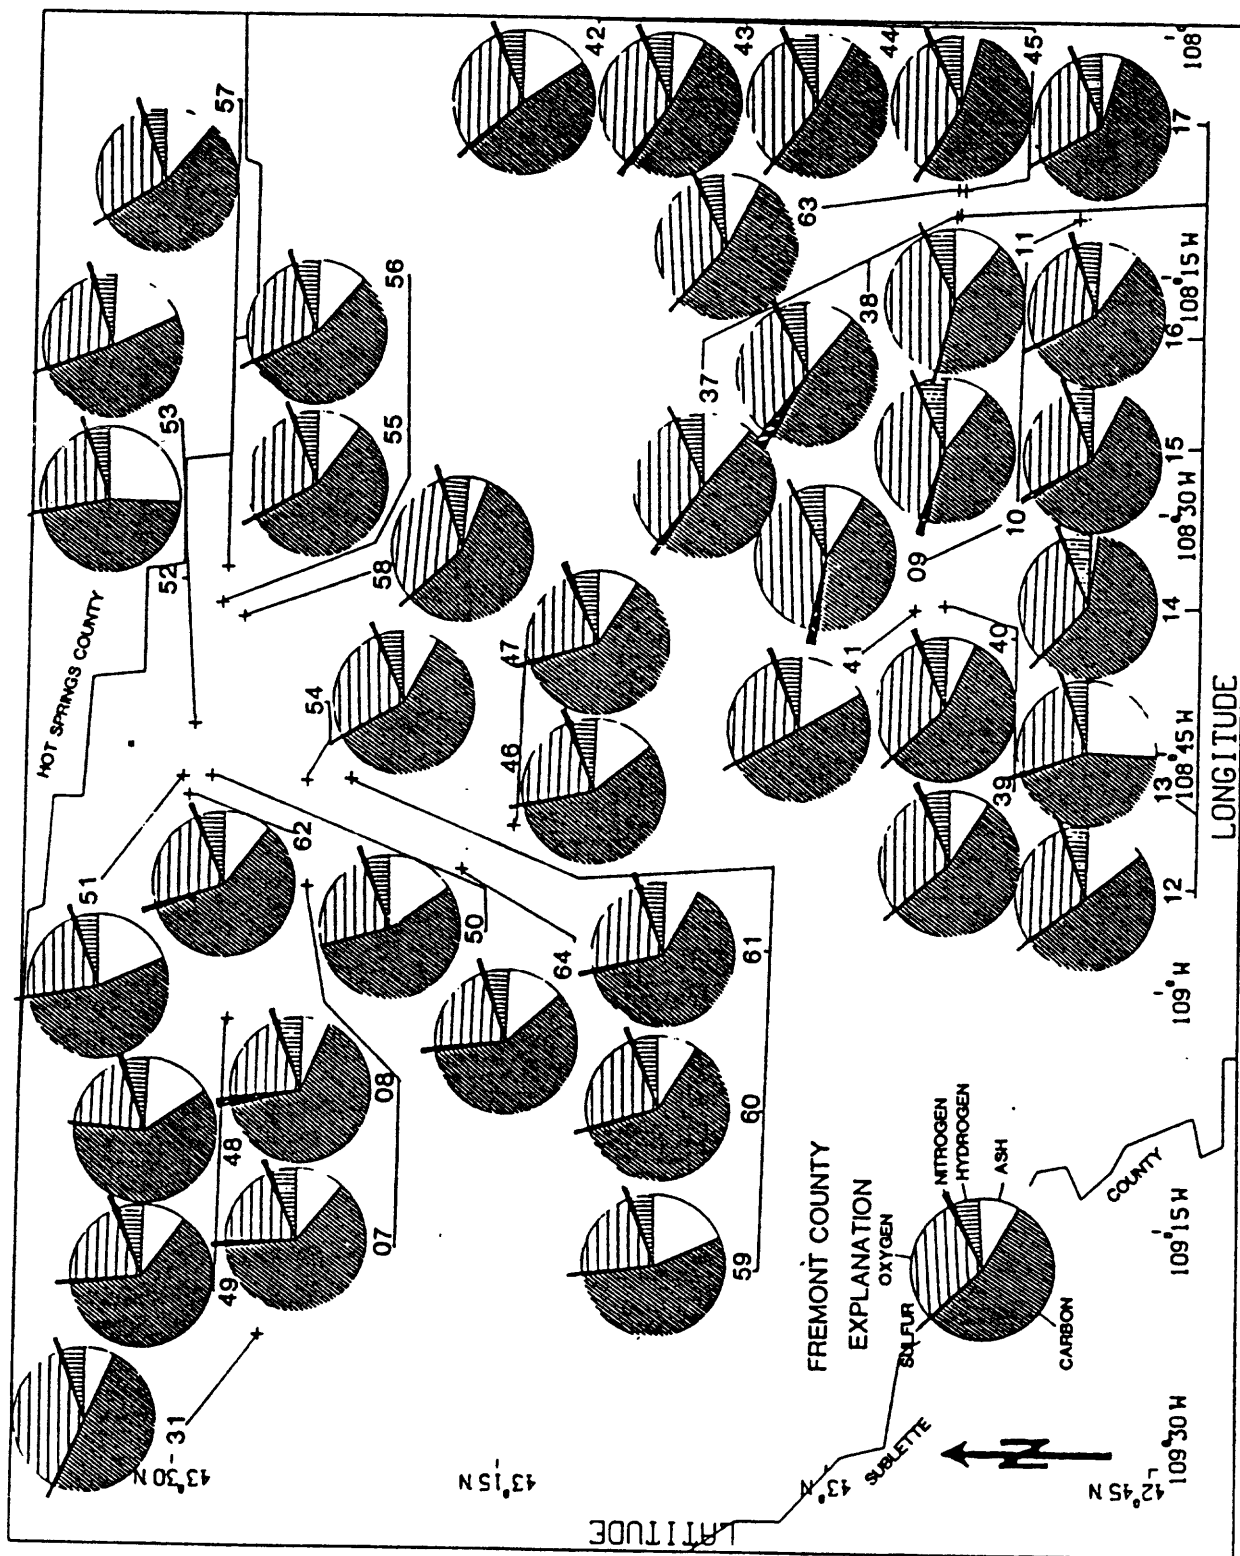 HOT SPRINGS COUNTY
57
53
52
56
55
58
54
47
46
51
62
50
64
61
60
59
48
49
08
07
31
42
43
44
45
63
37
38
11
10
09
41
40
39
17
16
15
14
13
12
FREMONT COUNTY
EXPLANATION
OXYGEN
NITROGEN
HYDROGEN
ASH
SULFUR
CARBON
SUBLETTE
COUNTY
N
43° 30 N
43° 15 N
43° N
42° 45 N
LATITUDE
109° 30 W
109° 15 W
109° W
108° 45 W
108° 30 W
108° 15 W
108°
LONGITUDE